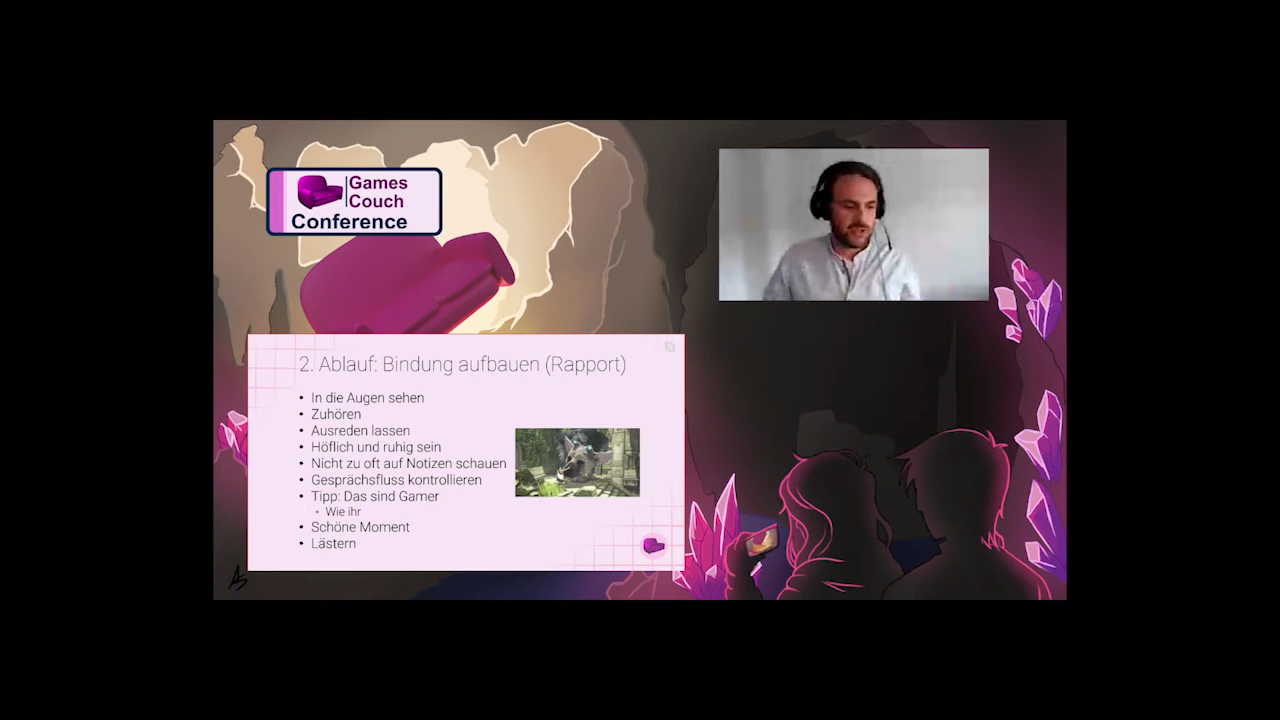 Games
Couch
Conference
2. Ablauf: Bindung aufbauen (Rapport)
• In die Augen sehen
• Zuhören
• Ausreden lassen
• Höflich und ruhig sein
• Nicht zu oft auf Notizen schauen
• Gesprächsfluss kontrollieren
• Tipp: Das sind Gamer
• Wie ihr
• Schöne Moment
• Lästern